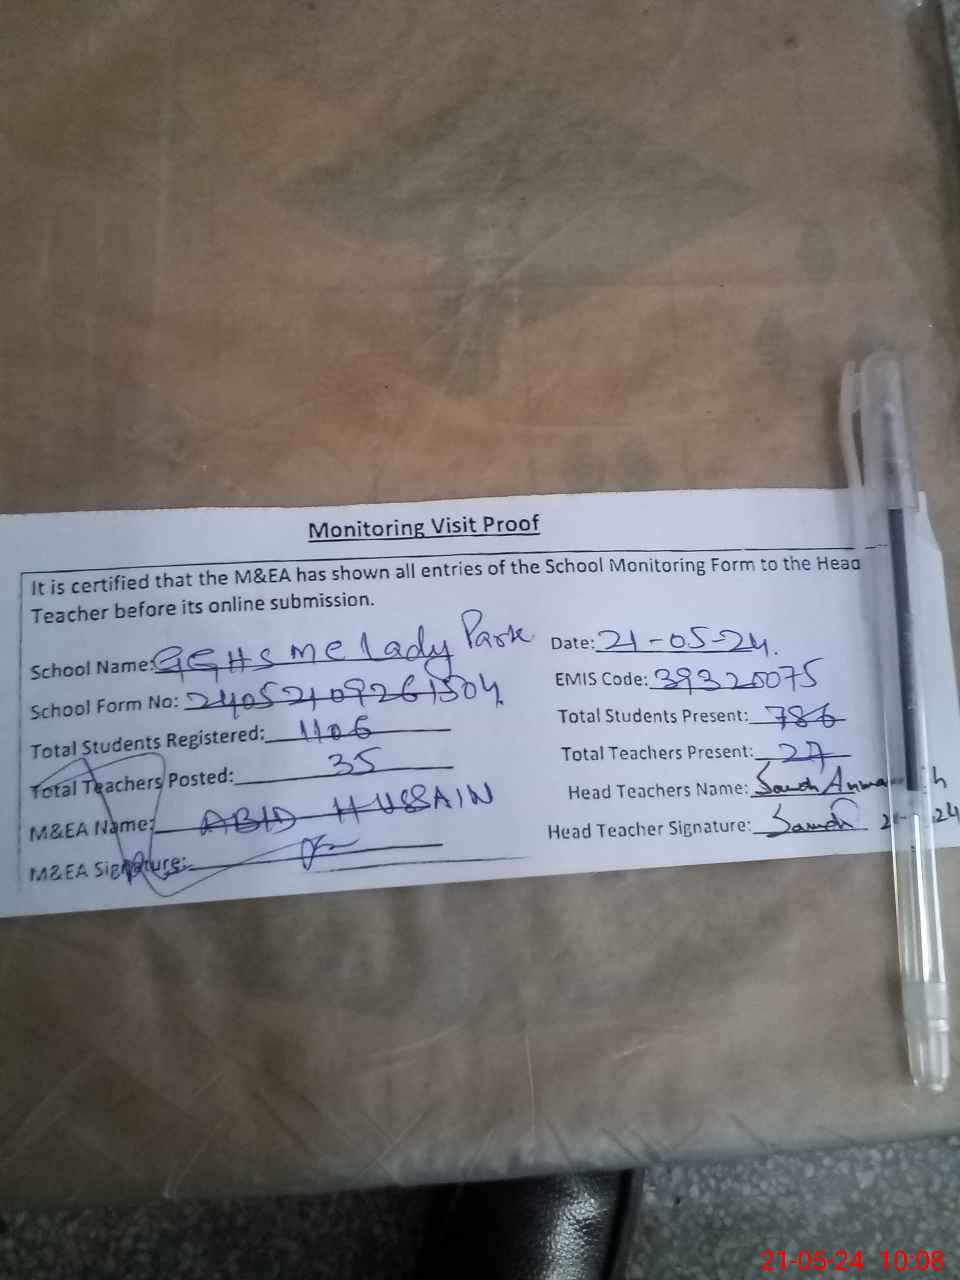 Monitoring Visit Proof
It is certified that the M&EA has shown all entries of the School Monitoring Form to the Head
Teacher before its online submission.
School Name: GGHS MC Lady Park
Date: 21-05-24.
School Form No: 24052109261504
EMIS Code: 39320075
Total Students Registered: 1106
Total Students Present: 786
Total Teachers Posted: 35
Total Teachers Present: 27
M&EA Name: ABID HUSSAIN
Head Teachers Name:
M&EA Signature:
Head Teacher Signature:
21-05-24 10:08